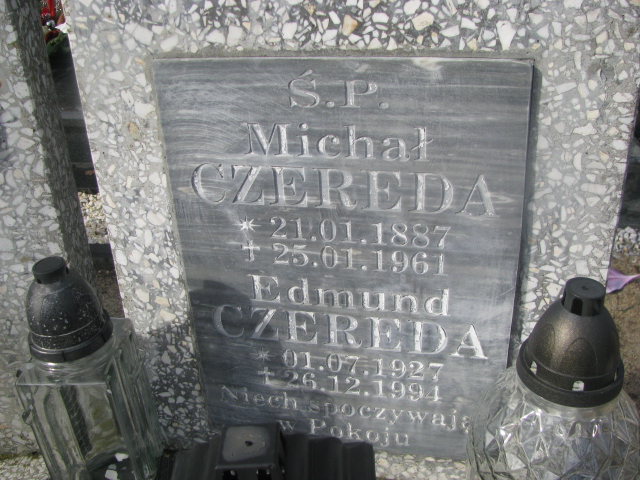 Ś.P.
Michał
CZEREDA
* 21.01.1887
✝ 25.01.1961
Edmund
CZEREDA
* 01.07.1927
✝ 26.12.1994
Niech spoczywają
w Pokoju